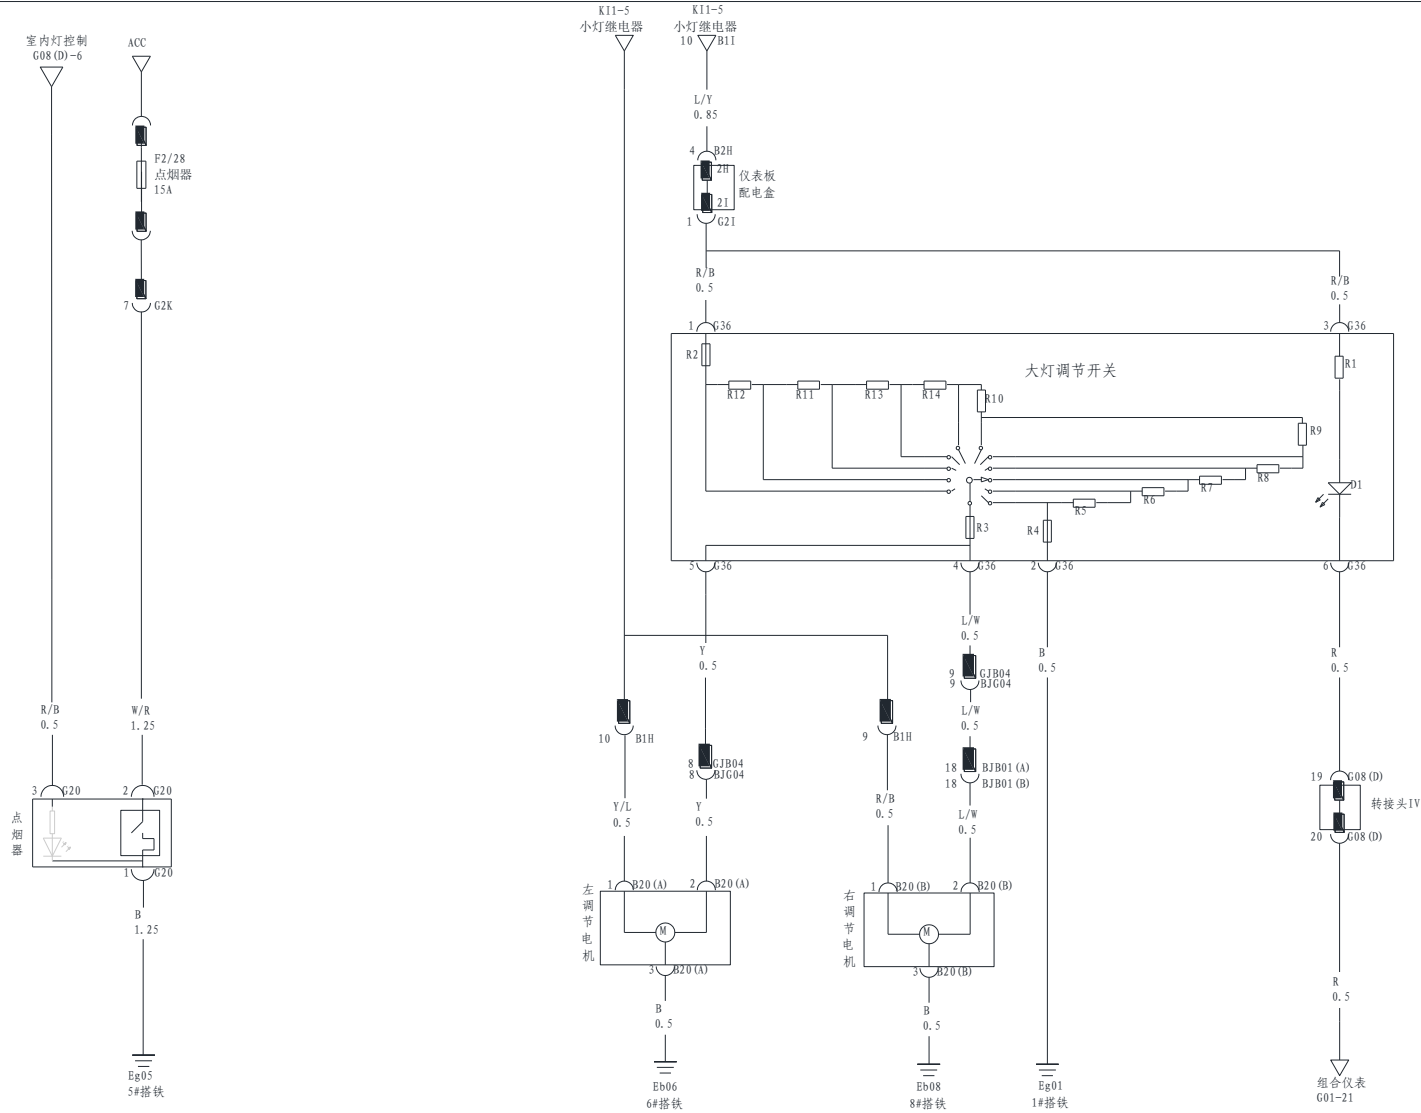 KI1-5
小灯继电器
KI1-5
小灯继电器
10 B1I
室内灯控制
G08(D)-6
ACC
L/Y
0.85
F2/28
点烟器
15A
4 B2H
2H
仪表板
配电盒
2I
1 G2I
R/B
0.5
R/B
0.5
7 G2K
1 G36
3 G36
R2
大灯调节开关
R1
R12 R11 R13 R14 R10
R9
R8
R7
R6
R5
D1
R3
R4
5 G36
4 G36
2 G36
6 G36
L/W
0.5
Y
0.5
B
0.5
R
0.5
9 GJB04
9 BJG04
R/B
0.5
W/R
1.25
L/W
0.5
10 B1H
9 B1H
8 GJB04
8 BJG04
18 BJB01(A)
18 BJB01(B)
19 G08(D)
转接头IV
20 G08(D)
3 G20
2 G20
点烟器
1 G20
Y/L
0.5
Y
0.5
R/B
0.5
L/W
0.5
1 B20(A)
2 B20(A)
1 B20(B)
2 B20(B)
左调节电机
M
右调节电机
M
3 B20(A)
3 B20(B)
B
1.25
B
0.5
B
0.5
R
0.5
Eg05
5#搭铁
Eb06
6#搭铁
Eb08
8#搭铁
Eg01
1#搭铁
组合仪表
G01-21